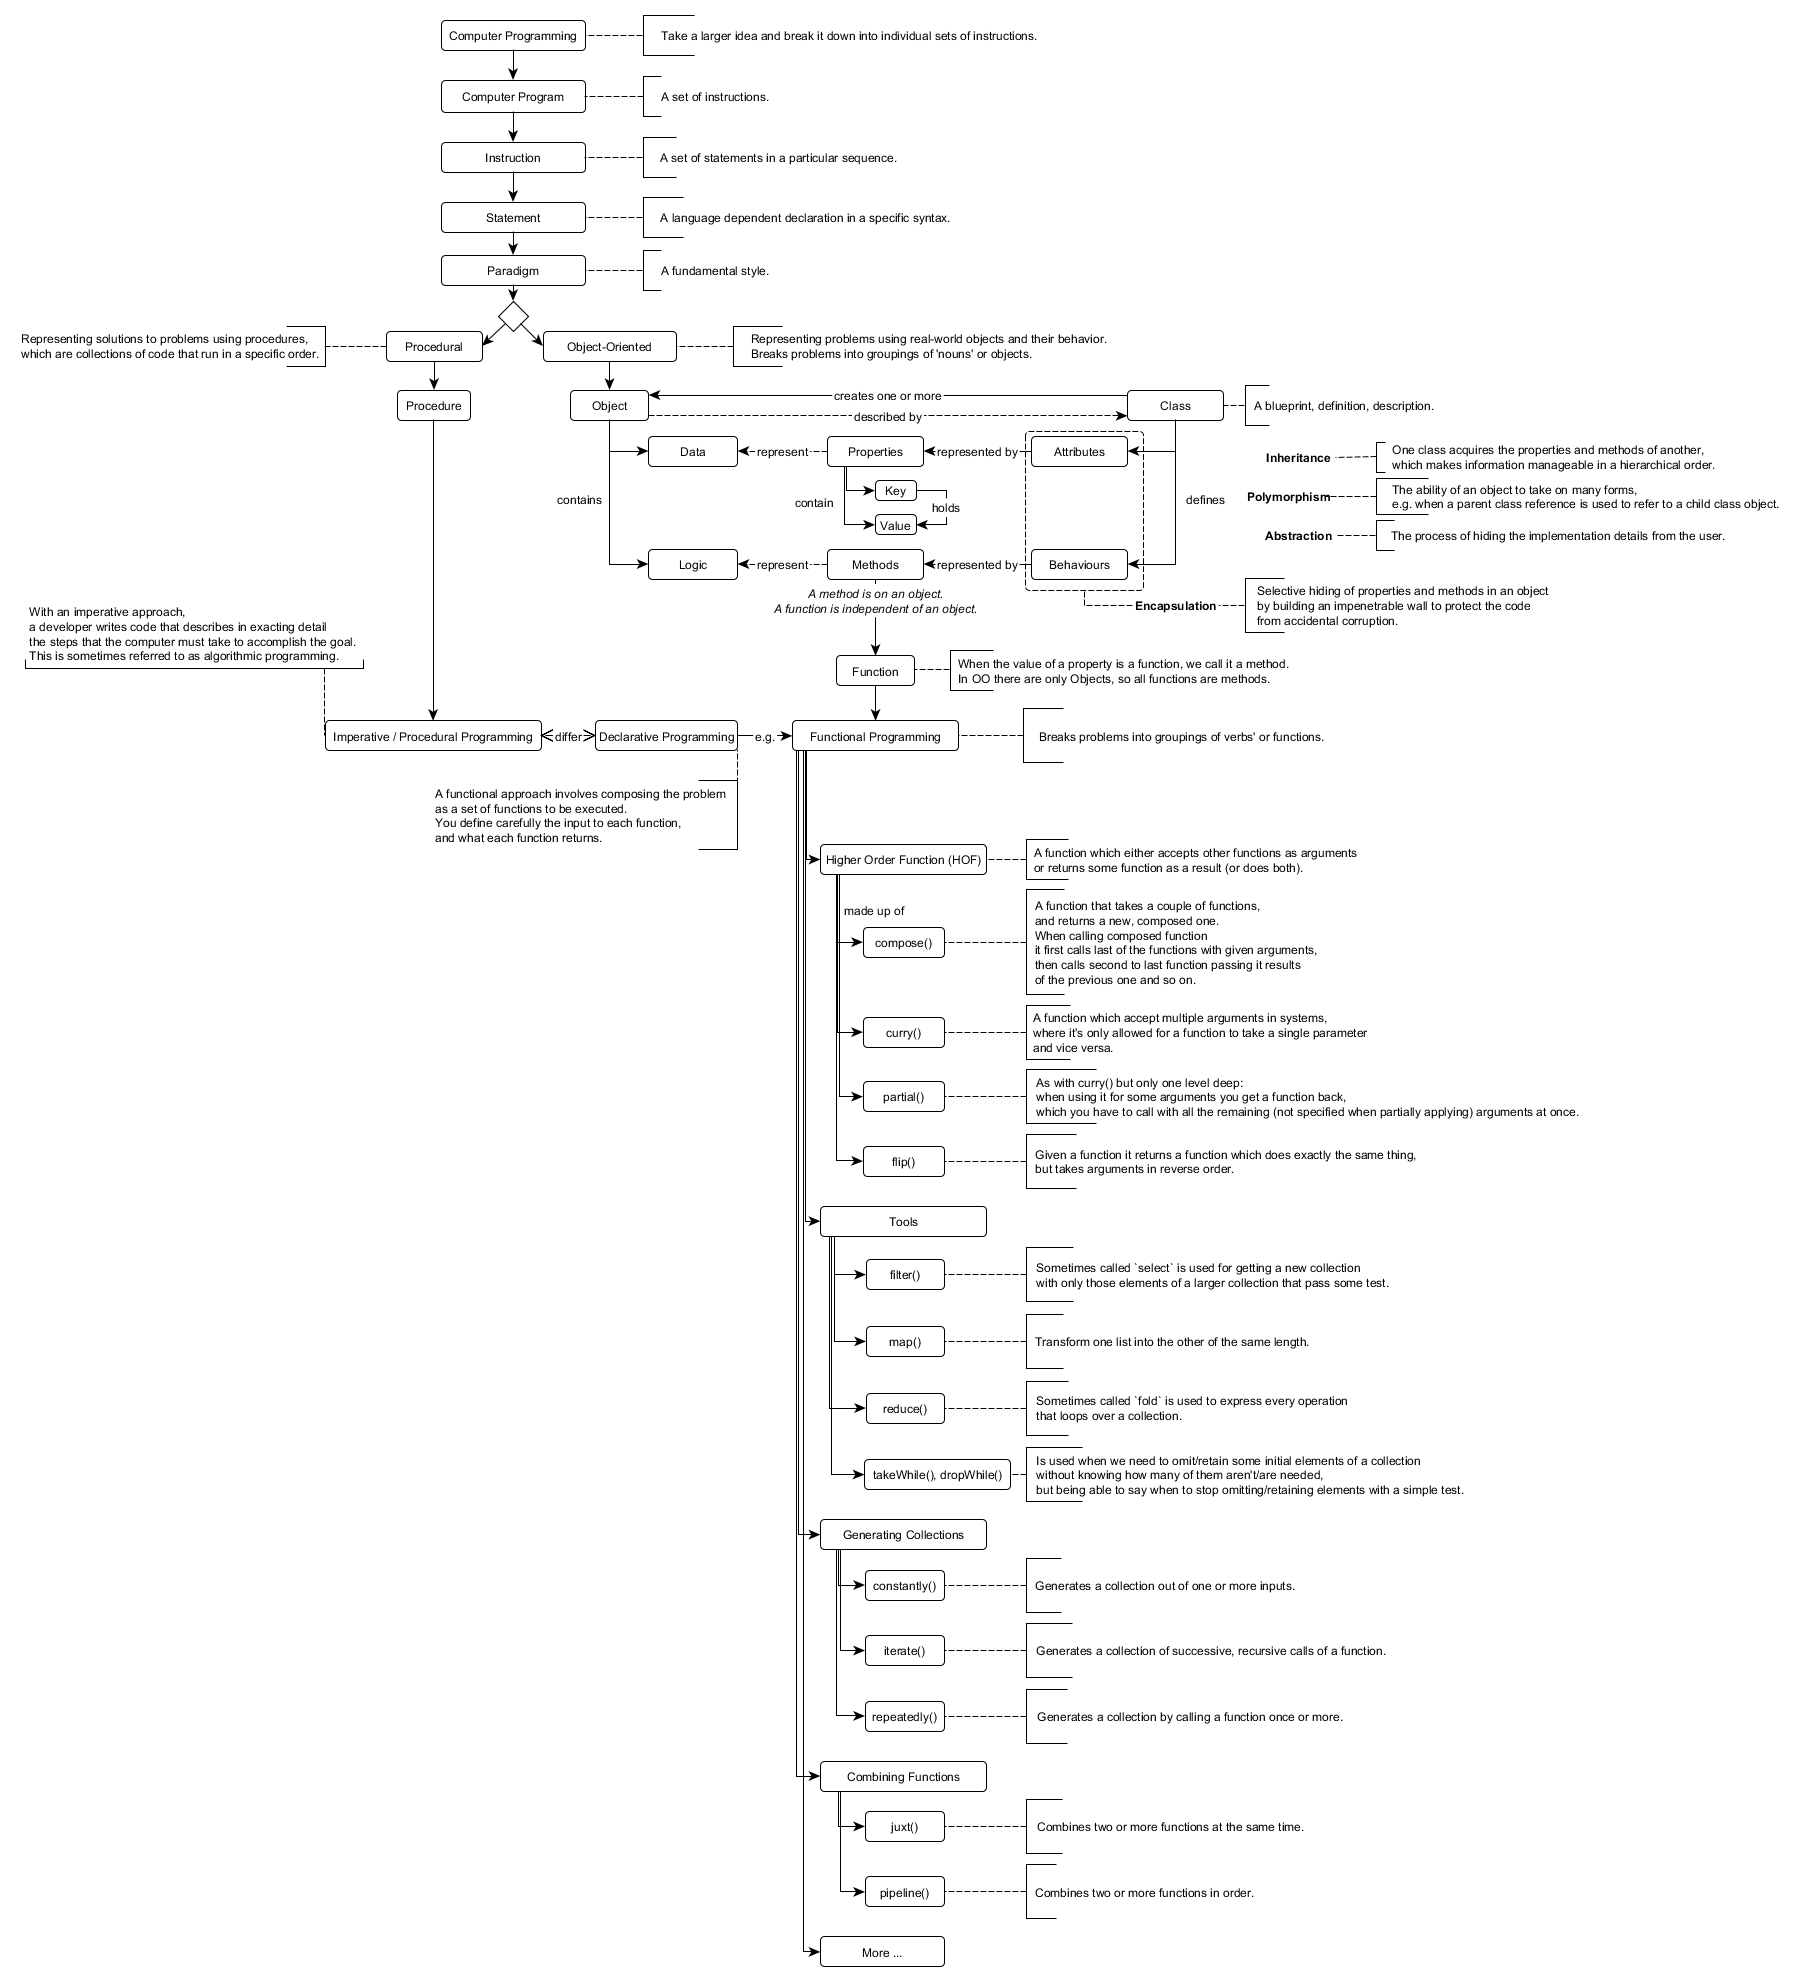 Computer Programming
Take a larger idea and break it down into individual sets of instructions.
Computer Program
A set of instructions.
Instruction
A set of statements in a particular sequence.
Statement
A language dependent declaration in a specific syntax.
Paradigm
A fundamental style.
Representing solutions to problems using procedures,
which are collections of code that run in a specific order.
Procedural
Object-Oriented
Representing problems using real-world objects and their behavior.
Breaks problems into groupings of 'nouns' or objects.
Procedure
Object
creates one or more
described by
Class
A blueprint, definition, description.
Data
represent
Properties
represented by
Attributes
Inheritance
One class acquires the properties and methods of another,
which makes information manageable in a hierarchical order.
contains
contain
Key
holds
Value
defines
Polymorphism
The ability of an object to take on many forms,
e.g. when a parent class reference is used to refer to a child class object.
Abstraction
The process of hiding the implementation details from the user.
Logic
represent
Methods
represented by
Behaviours
A method is on an object.
A function is independent of an object.
Encapsulation
Selective hiding of properties and methods in an object
by building an impenetrable wall to protect the code
from accidental corruption.
With an imperative approach,
a developer writes code that describes in exacting detail
the steps that the computer must take to accomplish the goal.
This is sometimes referred to as algorithmic programming.
Function
When the value of a property is a function, we call it a method.
In OO there are only Objects, so all functions are methods.
Imperative / Procedural Programming
differ
Declarative Programming
e.g.
Functional Programming
Breaks problems into groupings of verbs' or functions.
A functional approach involves composing the problem
as a set of functions to be executed.
You define carefully the input to each function,
and what each function returns.
Higher Order Function (HOF)
A function which either accepts other functions as arguments
or returns some function as a result (or does both).
made up of
compose()
A function that takes a couple of functions,
and returns a new, composed one.
When calling composed function
it first calls last of the functions with given arguments,
then calls second to last function passing it results
of the previous one and so on.
curry()
A function which accept multiple arguments in systems,
where it's only allowed for a function to take a single parameter
and vice versa.
partial()
As with curry() but only one level deep:
when using it for some arguments you get a function back,
which you have to call with all the remaining (not specified when partially applying) arguments at once.
flip()
Given a function it returns a function which does exactly the same thing,
but takes arguments in reverse order.
Tools
filter()
Sometimes called `select` is used for getting a new collection
with only those elements of a larger collection that pass some test.
map()
Transform one list into the other of the same length.
reduce()
Sometimes called `fold` is used to express every operation
that loops over a collection.
takeWhile(), dropWhile()
Is used when we need to omit/retain some initial elements of a collection
without knowing how many of them aren't/are needed,
but being able to say when to stop omitting/retaining elements with a simple test.
Generating Collections
constantly()
Generates a collection out of one or more inputs.
iterate()
Generates a collection of successive, recursive calls of a function.
repeatedly()
Generates a collection by calling a function once or more.
Combining Functions
juxt()
Combines two or more functions at the same time.
pipeline()
Combines two or more functions in order.
More ...